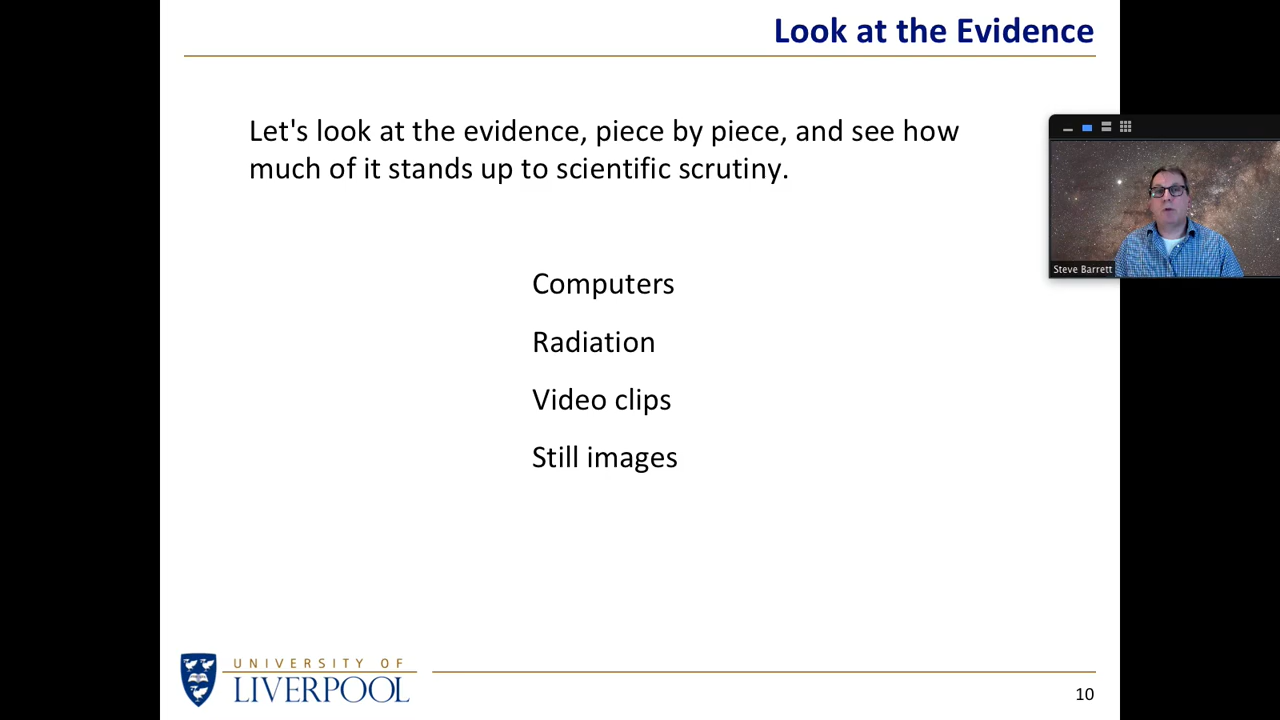 Look at the Evidence
Let's look at the evidence, piece by piece, and see how
much of it stands up to scientific scrutiny.
Computers
Radiation
Video clips
Still images
Steve Barrett
UNIVERSITY OF
LIVERPOOL
10